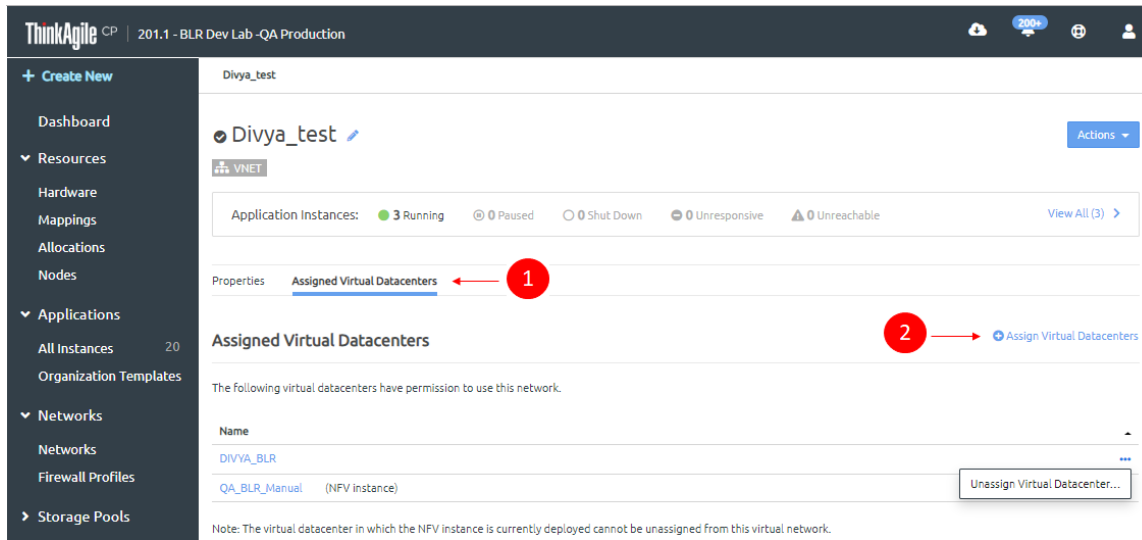 ThinkAgile CP | 201.1 - BLR Dev Lab -QA Production
200+
+ Create New
Dashboard
Resources
Hardware
Mappings
Allocations
Nodes
Applications
All Instances 20
Organization Templates
Networks
Networks
Firewall Profiles
Storage Pools
Divya_test
Divya_test
Actions
VNET
Application Instances: 3 Running 0 Paused 0 Shut Down 0 Unresponsive 0 Unreachable View All (3)
Properties Assigned Virtual Datacenters 1
Assigned Virtual Datacenters 2 Assign Virtual Datacenters
The following virtual datacenters have permission to use this network.
Name
DIVYA_BLR
QA_BLR_Manual (NFV instance)
Unassign Virtual Datacenter...
Note: The virtual datacenter in which the NFV instance is currently deployed cannot be unassigned from this virtual network.